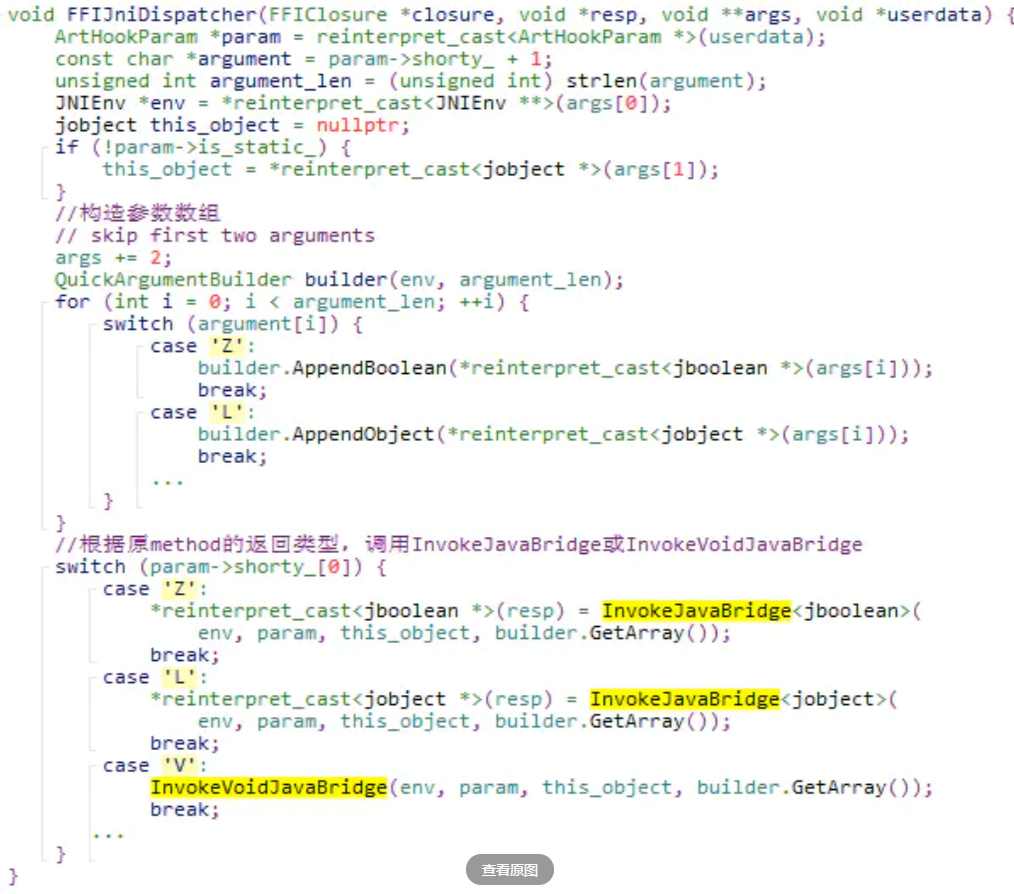 void FFIJniDispatcher(FFIClosure *closure, void *resp, void **args, void *userdata) {
    ArtHookParam *param = reinterpret_cast<ArtHookParam *>(userdata);
    const char *argument = param->shorty_ + 1;
    unsigned int argument_len = (unsigned int) strlen(argument);
    JNIEnv *env = *reinterpret_cast<JNIEnv **>(args[0]);
    jobject this_object = nullptr;
    if (!param->is_static_) {
        this_object = *reinterpret_cast<jobject *>(args[1]);
    }
    //构造参数数组
    // skip first two arguments
    args += 2;
    QuickArgumentBuilder builder(env, argument_len);
    for (int i = 0; i < argument_len; ++i) {
        switch (argument[i]) {
            case 'Z':
                builder.AppendBoolean(*reinterpret_cast<jboolean *>(args[i]));
                break;
            case 'L':
                builder.AppendObject(*reinterpret_cast<jobject *>(args[i]));
                break;
            ...
        }
    }
    //根据原method的返回类型，调用InvokeJavaBridge或InvokeVoidJavaBridge
    switch (param->shorty_[0]) {
        case 'Z':
            *reinterpret_cast<jboolean *>(resp) = InvokeJavaBridge<jboolean>(
                env, param, this_object, builder.GetArray());
            break;
        case 'L':
            *reinterpret_cast<jobject *>(resp) = InvokeJavaBridge<jobject>(
                env, param, this_object, builder.GetArray());
            break;
        case 'V':
            InvokeVoidJavaBridge(env, param, this_object, builder.GetArray());
            break;
        ...
    }
查看原图
}